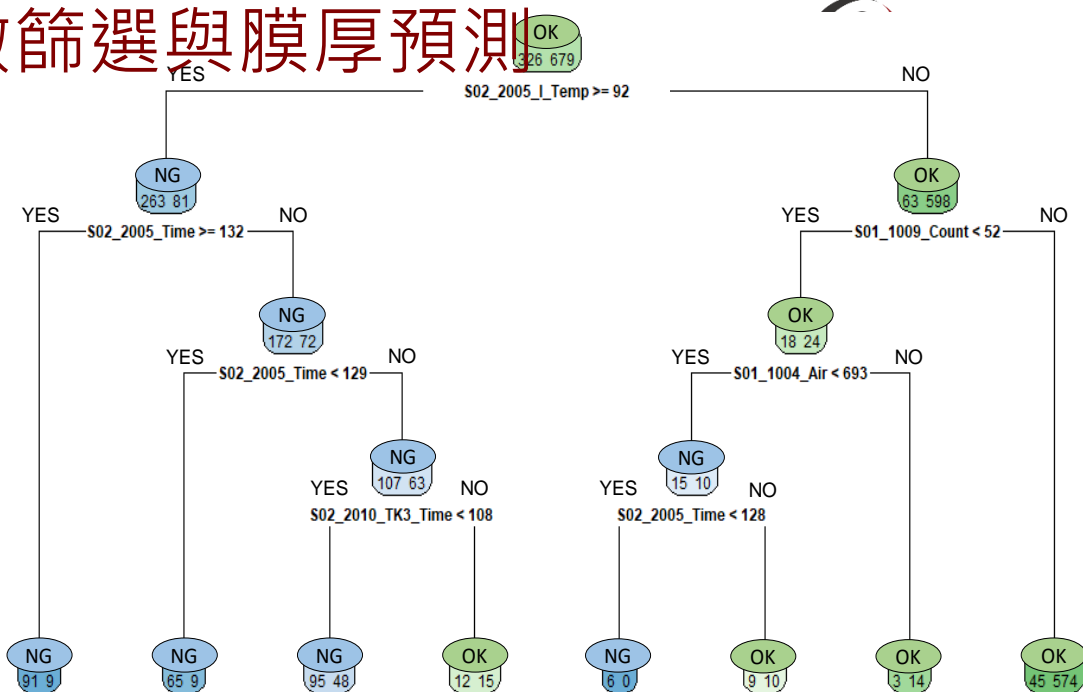 篩選與膜厚預測
OK
326 679
YES
NO
S02_2005_I_Temp >= 92
NG
263 81
OK
63 598
YES
NO
YES
NO
S02_2005_Time >= 132
S01_1009_Count < 52
NG
172 72
OK
18 24
YES
NO
YES
NO
S02_2005_Time < 129
S01_1004_Air < 693
NG
107 63
NG
15 10
YES
NO
YES
NO
S02_2010_TK3_Time < 108
S02_2005_Time < 128
NG
91 9
NG
65 9
NG
95 48
OK
12 15
NG
6 0
OK
9 10
OK
3 14
OK
45 574